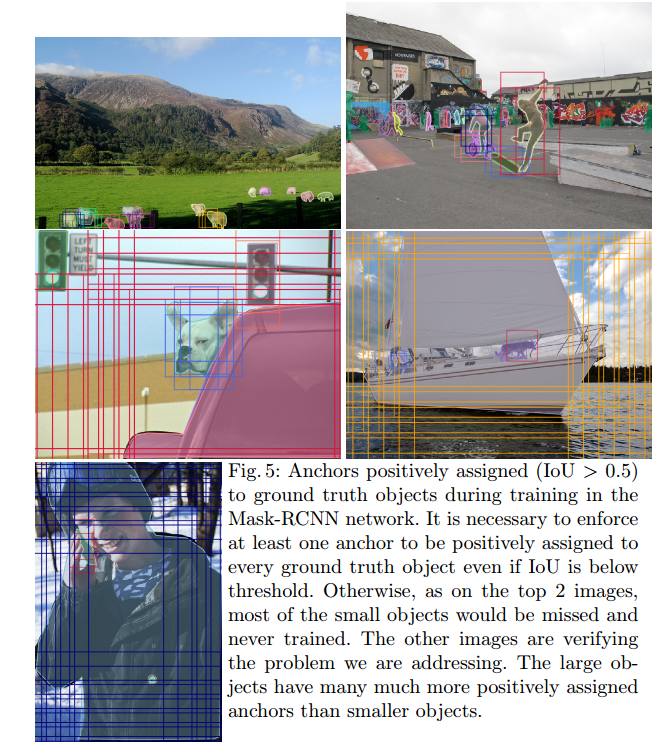 LEFT
TURN
MUST
YIELD
Fig. 5: Anchors positively assigned (IoU > 0.5)
to ground truth objects during training in the
Mask-RCNN network. It is necessary to enforce
at least one anchor to be positively assigned to
every ground truth object even if IoU is below
threshold. Otherwise, as on the top 2 images,
most of the small objects would be missed and
never trained. The other images are verifying
the problem we are addressing. The large ob-
jects have many much more positively assigned
anchors than smaller objects.